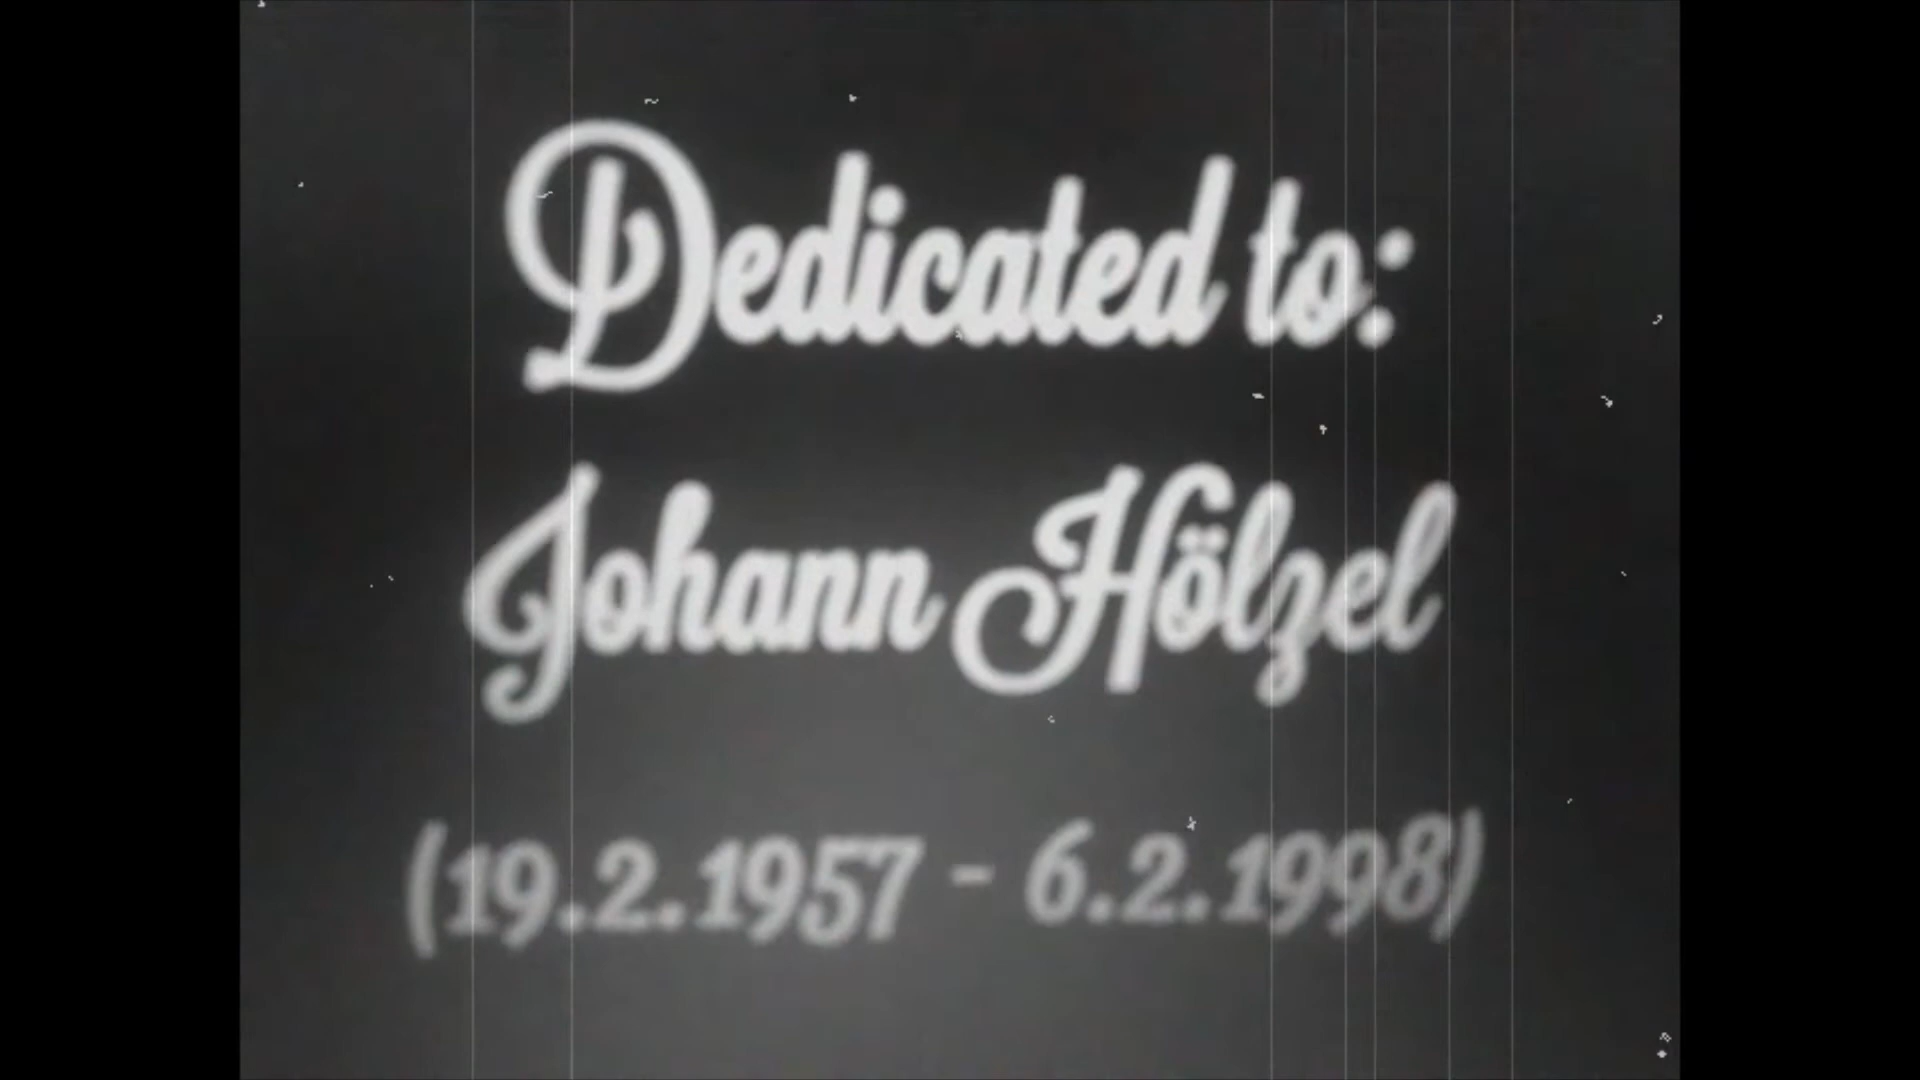 Dedicated to:
Johann Hölzel
(19.2.1957 - 6.2.1998)